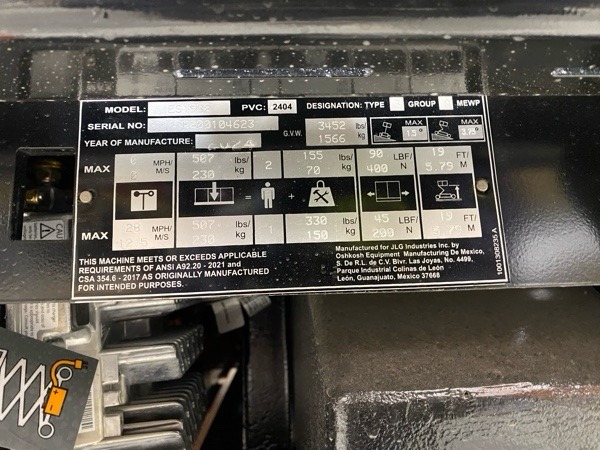 MODEL: PVC: 2404 DESIGNATION: TYPE GROUP MEWP
SERIAL NO: G.V.W. 3452 lbs 1566 kg MAX 1.5° MAX 3.75°
YEAR OF MANUFACTURE:
MAX 0 MPH/ 0 M/S 507 lbs 230 kg 2 155 lbs 70 kg 90 LBF/ 400 N 19 FT/ 5.79 M
= +
MAX 28 MPH/ 12.5 M/S 507 lbs 230 kg 1 330 lbs 150 kg 45 LBF/ 200 N 19 FT/ 5.79 M
THIS MACHINE MEETS OR EXCEEDS APPLICABLE
REQUIREMENTS OF ANSI A92.20 - 2021 and
CSA 354.6 - 2017 AS ORIGINALLY MANUFACTURED
FOR INTENDED PURPOSES.
Manufactured for JLG Industries Inc. by
Oshkosh Equipment Manufacturing De Mexico,
S. De R.L. de C.V. Blvr. Las Joyas, No. 4499,
Parque Industrial Colinas de León
León, Guanajuato, México 37668
1001308235 A
CAU